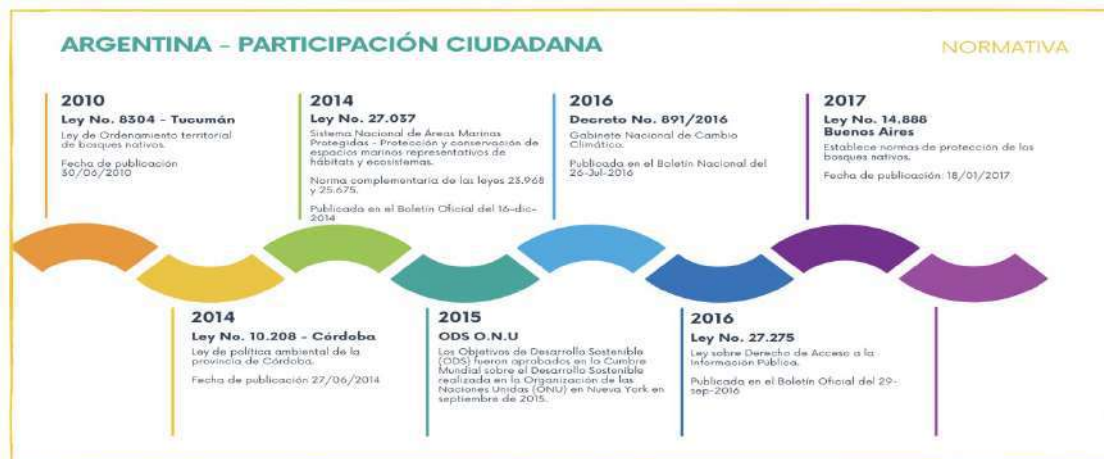 ARGENTINA - PARTICIPACIÓN CIUDADANA
NORMATIVA
2010
Ley No. 8304 - Tucumán
Ley de Ordenamiento territorial
de bosques nativos.
Fecha de publicación
30/06/2010
2014
Ley No. 27.037
Sistema Nacional de Áreas Marinas
Protegidas - Protección y conservación de
espacios marinos representativos de
hábitats y ecosistemas.
Norma complementaria de las leyes 23.968
y 25.675.
Publicada en el Boletín Oficial del 16-dic-
2014
2016
Decreto No. 891/2016
Gabinete Nacional de Cambio
Climático.
Publicada en el Boletín Nacional del
26-Jul-2016
2017
Ley No. 14.888
Buenos Aires
Establece normas de protección de los
bosques nativos.
Fecha de publicación: 18/01/2017
2014
Ley No. 10.208 - Córdoba
Ley de política ambiental de la
provincia de Córdoba.
Fecha de publicación 27/06/2014
2015
ODS O.N.U
Los Objetivos de Desarrollo Sostenible
(ODS) fueron aprobados en la Cumbre
Mundial sobre el Desarrollo Sostenible
realizada en la Organización de las
Naciones Unidas (ONU) en Nueva York en
septiembre de 2015.
2016
Ley No. 27.275
Ley sobre Derecho de Acceso a la
Información Pública.
Publicada en el Boletín Oficial del 29-
sep-2016